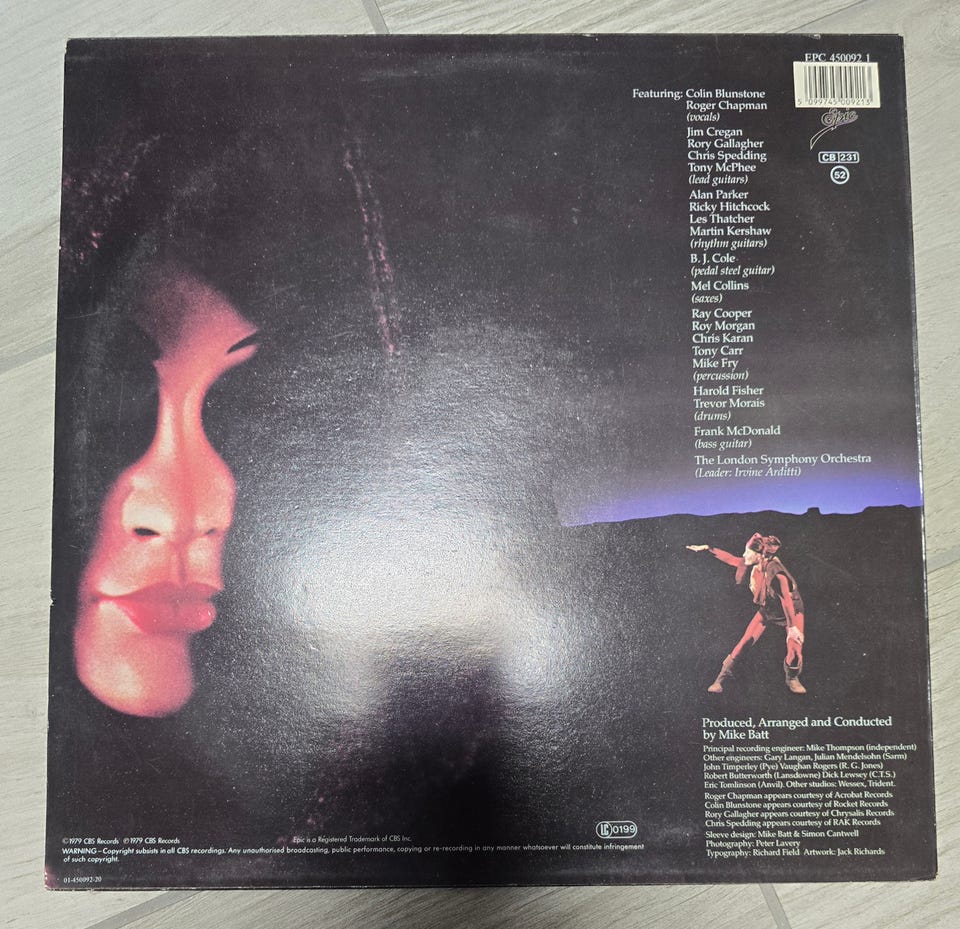 EPC 450092 1
5 099745 009213
Epic
CB 231
52
Featuring: Colin Blunstone
Roger Chapman
(vocals)
Jim Cregan
Rory Gallagher
Chris Spedding
Tony McPhee
(lead guitars)
Alan Parker
Ricky Hitchcock
Les Thatcher
Martin Kershaw
(rhythm guitars)
B. J. Cole
(pedal steel guitar)
Mel Collins
(saxes)
Ray Cooper
Roy Morgan
Chris Karan
Tony Carr
Mike Fry
(percussion)
Harold Fisher
Trevor Morais
(drums)
Frank McDonald
(bass guitar)
The London Symphony Orchestra
(Leader: Irvine Arditti)
Produced, Arranged and Conducted
by Mike Batt
Principal recording engineer: Mike Thompson (independent)
Other engineers: Gary Langan, Julian Mendelsohn (Sarm)
John Timperley (Pye) Vaughan Rogers (R. G. Jones)
Robert Butterworth (Lansdowne) Dick Lewsey (C.T.S.)
Eric Tomlinson (Anvil). Other studios: Wessex, Trident.
Roger Chapman appears courtesy of Acrobat Records
Colin Blunstone appears courtesy of Rocket Records
Rory Gallagher appears courtesy of Chrysalis Records
Chris Spedding appears courtesy of RAK Records
Sleeve design: Mike Batt & Simon Cantwell
Photography: Peter Lavery
Typography: Richard Field Artwork: Jack Richards
LC 0199
©1979 CBS Records ℗1979 CBS Records
Epic is a Registered Trademark of CBS Inc.
WARNING—Copyright subsists in all CBS recordings. Any unauthorised broadcasting, public performance, copying or re-recording in any manner whatsoever will constitute infringement
of such copyright.
01-450092-20